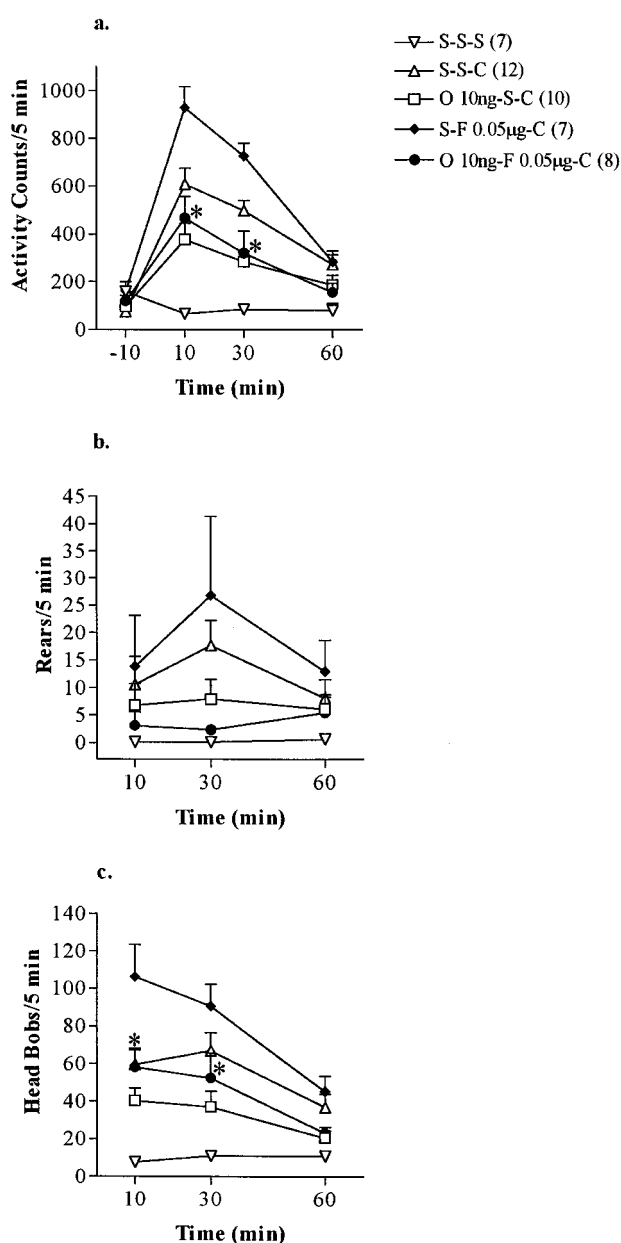 a.
S-S-S (7)
S-S-C (12)
O 10ng-S-C (10)
S-F 0.05µg-C (7)
O 10ng-F 0.05µg-C (8)
Activity Counts/5 min
1000
800
600
400
200
0
*
*
-10 10 30 60
Time (min)
b.
Rears/5 min
45
40
35
30
25
20
15
10
5
0
10 30 60
Time (min)
c.
Head Bobs/5 min
140
120
100
80
60
40
20
0
*
*
10 30 60
Time (min)